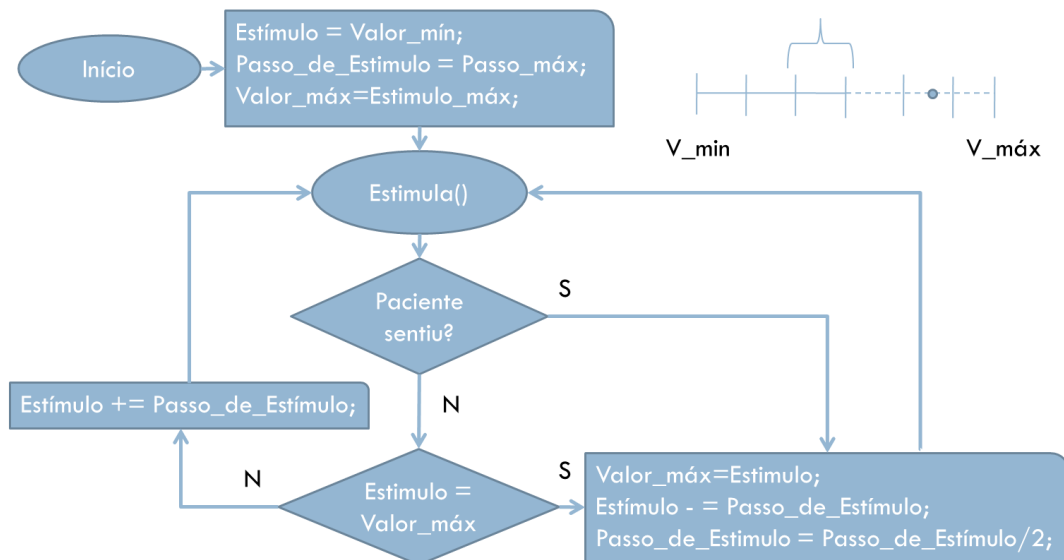 Início
Estímulo = Valor_mín;
Passo_de_Estimulo = Passo_máx;
Valor_máx=Estimulo_máx;
V_min
V_máx
Estimula()
Paciente
sentiu?
S
N
Estímulo += Passo_de_Estímulo;
N
Estimulo =
Valor_máx
S
Valor_máx=Estimulo;
Estímulo - = Passo_de_Estímulo;
Passo_de_Estimulo = Passo_de_Estímulo/2;